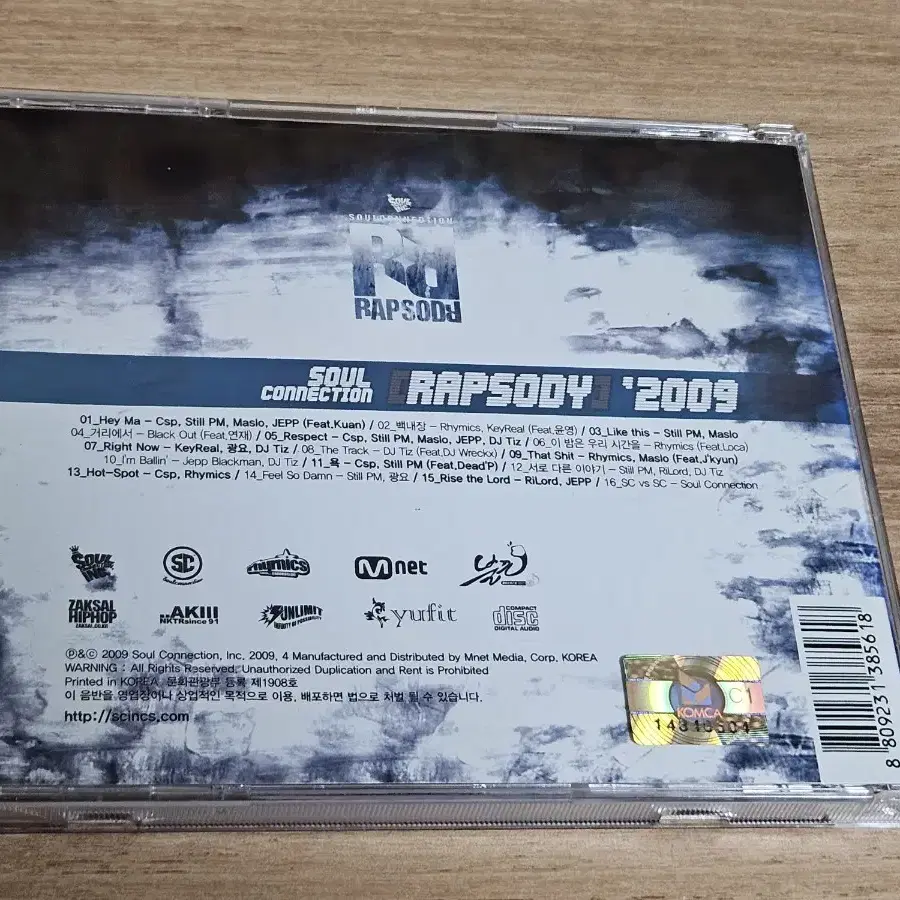 SOUL
INC
SOULCONNECTION
RAPSODY
SOUL
CONNECTION
[RAPSODY] '2009
01_Hey Ma - Csp, Still PM, Maslo, JEPP (Feat,Kuan) / 02_백내장 - Rhymics, KeyReal (Feat,윤영) / 03_Like this - Still PM, Maslo
04_거리에서 - Black Out (Feat,연재) / 05_Respect - Csp, Still PM, Maslo, JEPP, DJ Tiz / 06_이 밤은 우리 시간을 - Rhymics (Feat,Loca)
07_Right Now - KeyReal,광요, DJ Tiz / 08_The Track - DJ Tiz (Feat,DJ Wreckx) / 09_That Shit - Rhymics, Maslo (Feat,J'kyun)
10_I'm Ballin' - Jepp Blackman, DJ Tiz / 11_욕 - Csp, Still PM (Feat,Dead'P) / 12_서로 다른 이야기 - Still PM, RiLord, DJ Tiz
13_Hot-Spot - Csp, Rhymics / 14_Feel So Damn - Still PM, 광요 / 15_Rise the Lord - RiLord, JEPP / 16_SC vs SC - Soul Connection
SOUL
INC
SC
rhymics
Mnet
ZAKSAL
HIPHOP
ZAKSAL.CO.KR
AKIII
NKTRsince 91
UNLIMIT
INFINITY OF POSSIBILITY
yufit
COMPACT
disc
DIGITAL AUDIO
℗&© 2009 Soul Connection, Inc, 2009, 4 Manufactured and Distributed by Mnet Media, Corp, KOREA
WARNING : All Rights Reserved, Unauthorized Duplication and Rent is Prohibited
Printed in KOREA, 문화관광부 등록 제1908호
이 음반을 영업장이나 상업적인 목적으로 이용, 배포하면 법으로 처벌 될 수 있습니다.
http://scincs.com
KOMCA
C1
8 809231 385618